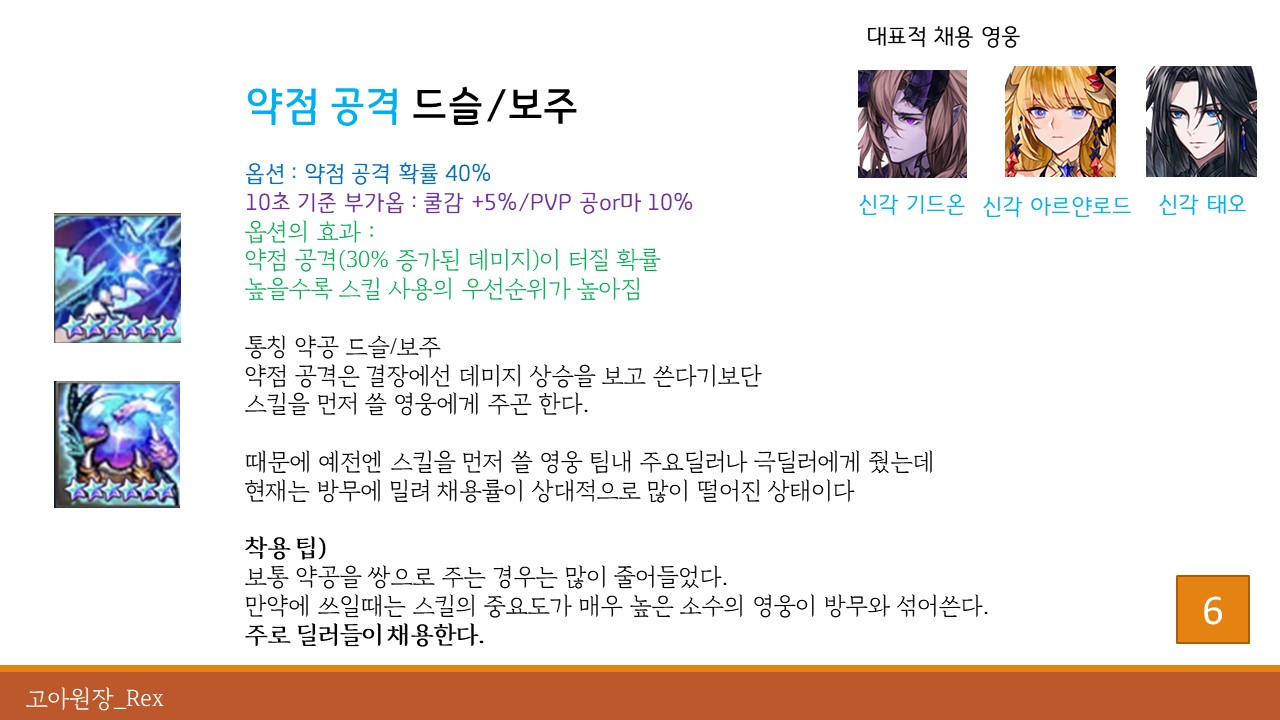 대표적 채용 영웅
약점 공격 드슬/보주
신각 기드온
신각 아르얀로드
신각 태오
옵션 : 약점 공격 확률 40%
10초 기준 부가옵 : 쿨감 +5%/PVP 공or마 10%
옵션의 효과 :
약점 공격(30% 증가된 데미지)이 터질 확률
높을수록 스킬 사용의 우선순위가 높아짐
통칭 약공 드슬/보주
약점 공격은 결장에선 데미지 상승을 보고 쓴다기보단
스킬을 먼저 쓸 영웅에게 주곤 한다.
때문에 예전엔 스킬을 먼저 쓸 영웅 팀내 주요딜러나 극딜러에게 줬는데
현재는 방무에 밀려 채용률이 상대적으로 많이 떨어진 상태이다
착용 팁)
보통 약공을 쌍으로 주는 경우는 많이 줄어들었다.
만약에 쓰일때는 스킬의 중요도가 매우 높은 소수의 영웅이 방무와 섞어쓴다.
주로 딜러들이 채용한다.
6
고아원장_Rex